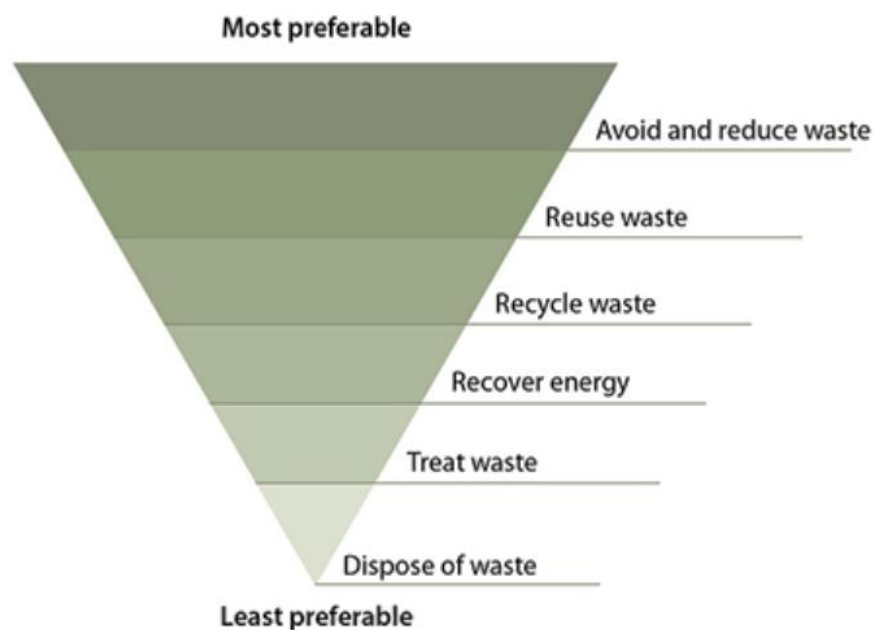 Most preferable
Avoid and reduce waste
Reuse waste
Recycle waste
Recover energy
Treat waste
Dispose of waste
Least preferable